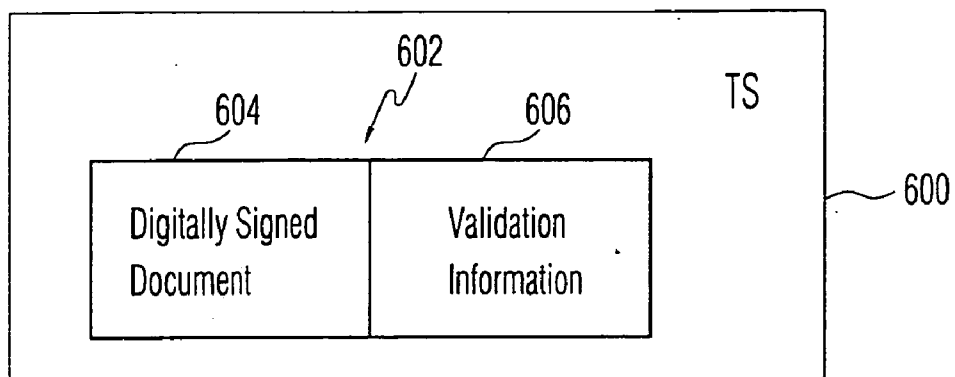 602
TS
604
606
600
Digitally Signed
Document
Validation
Information